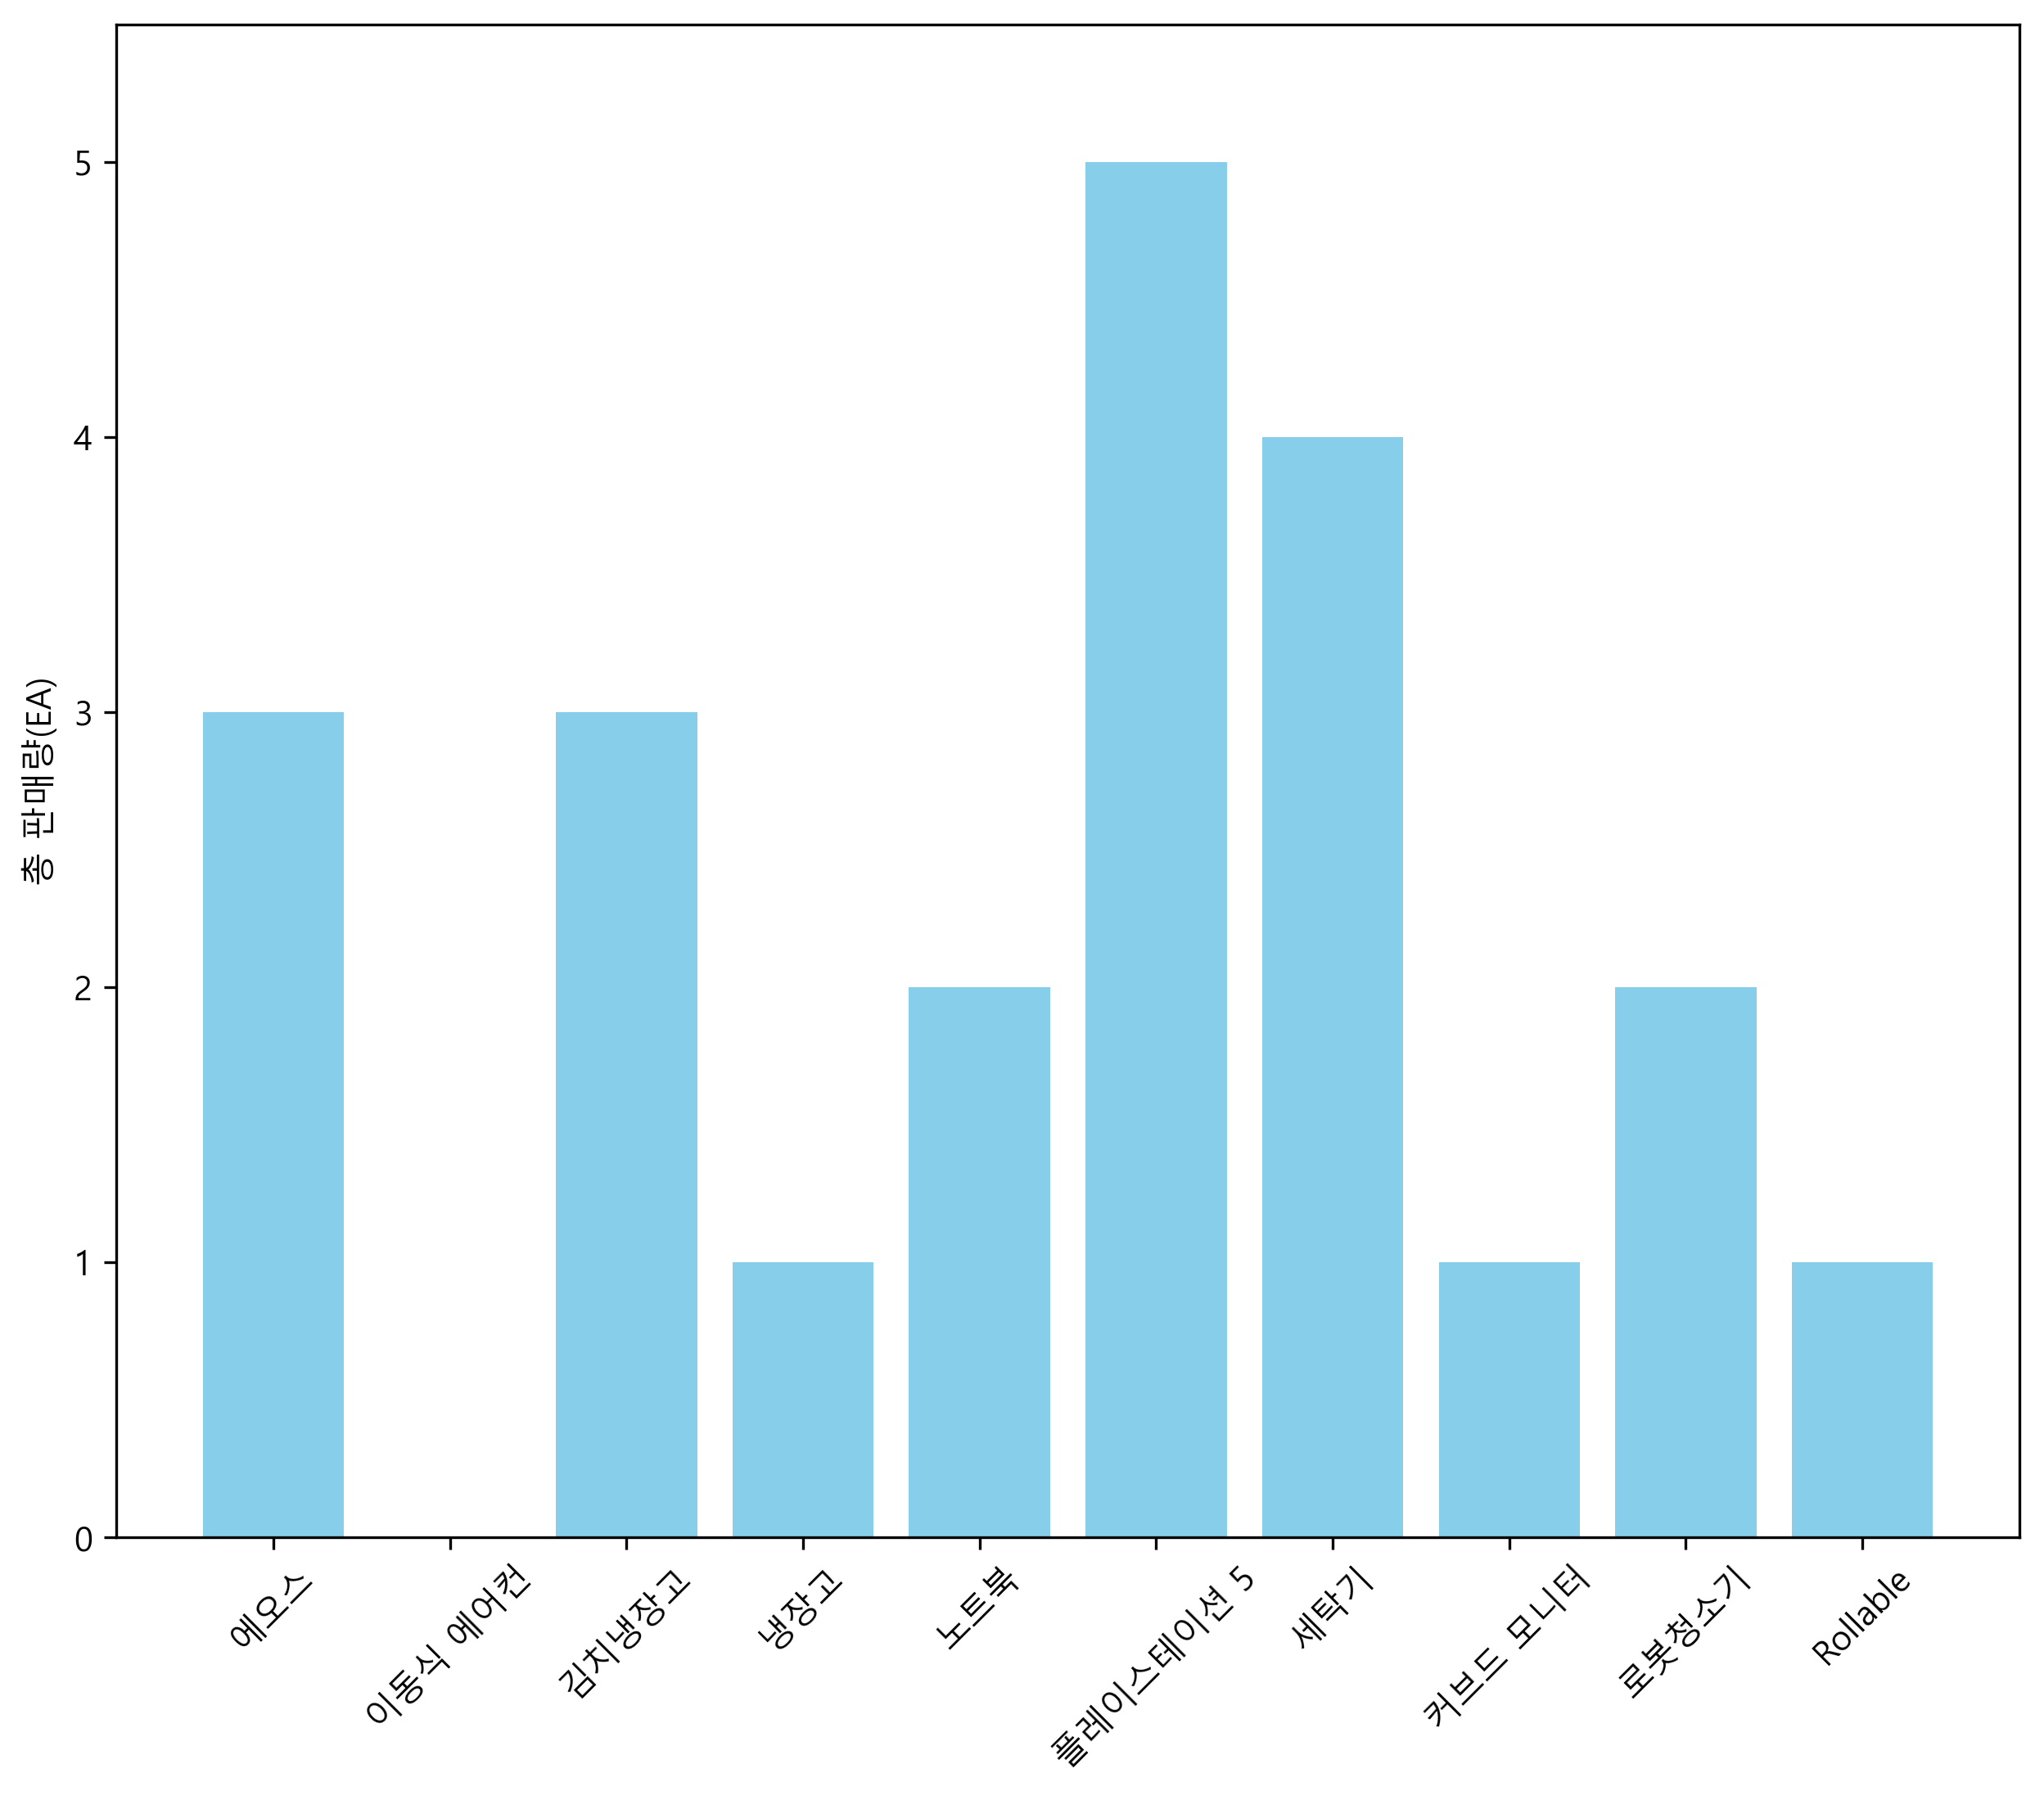 총 판매량(EA)
5
4
3
2
1
0
에오스
이동식 에어컨
김치냉장고
냉장고
노트북
플레이스테이션 5
세탁기
커브드 모니터
로봇청소기
Rollable